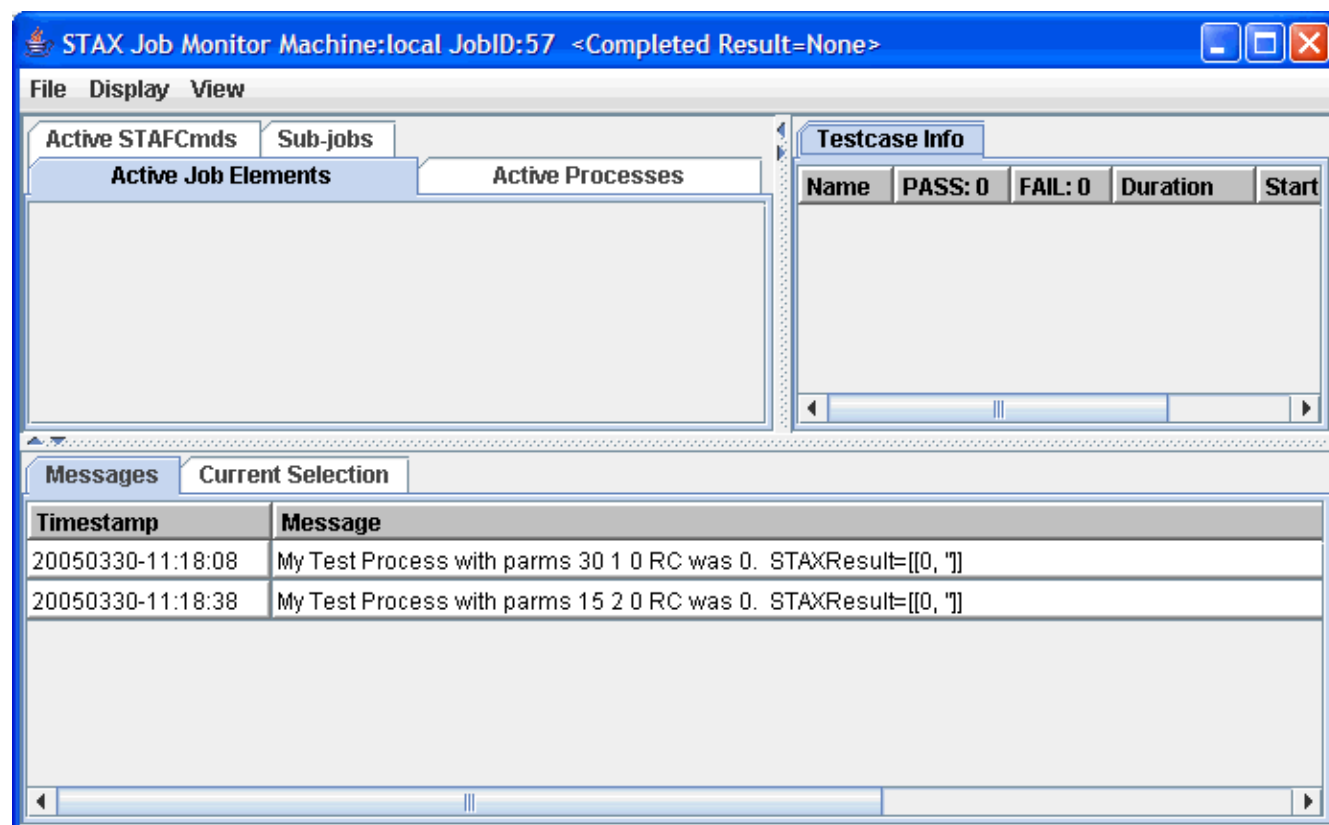 STAX Job Monitor Machine:local JobID:57 <Completed Result=None>
File Display View
Active STAFCmds Sub-jobs
Active Job Elements Active Processes
Testcase Info
Name PASS: 0 FAIL: 0 Duration Start
Messages Current Selection
Timestamp Message
20050330-11:18:08 My Test Process with parms 30 1 0 RC was 0. STAXResult=[[0, '']]
20050330-11:18:38 My Test Process with parms 15 2 0 RC was 0. STAXResult=[[0, '']]